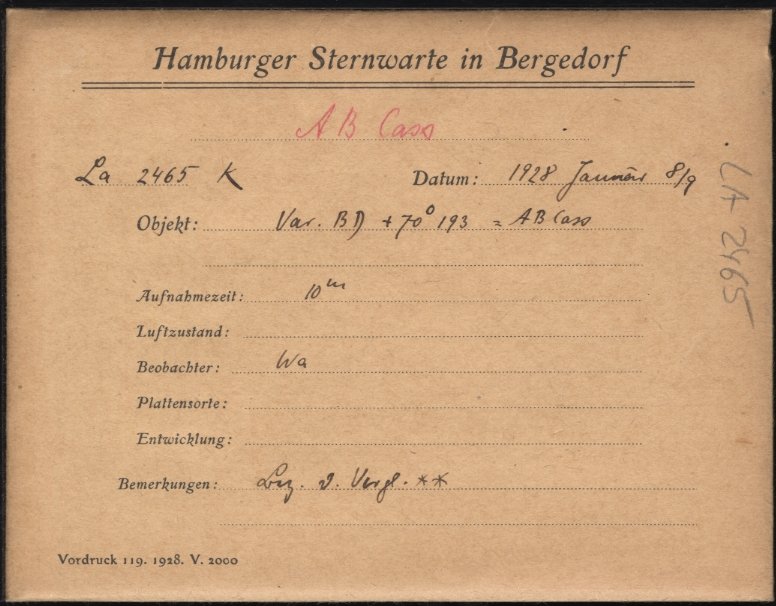 Hamburger Sternwarte in Bergedorf
AB Cass
La 2465 K Datum: 1928 Januar 8/9
Objekt: Var. BD +70° 193 = AB Cass
Aufnahmezeit: 10ᵐ
Luftzustand:
Beobachter: Wa
Plattensorte:
Entwicklung:
Bemerkungen: Vergl. **
Vordruck 119. 1928. V. 2000
LA 2465